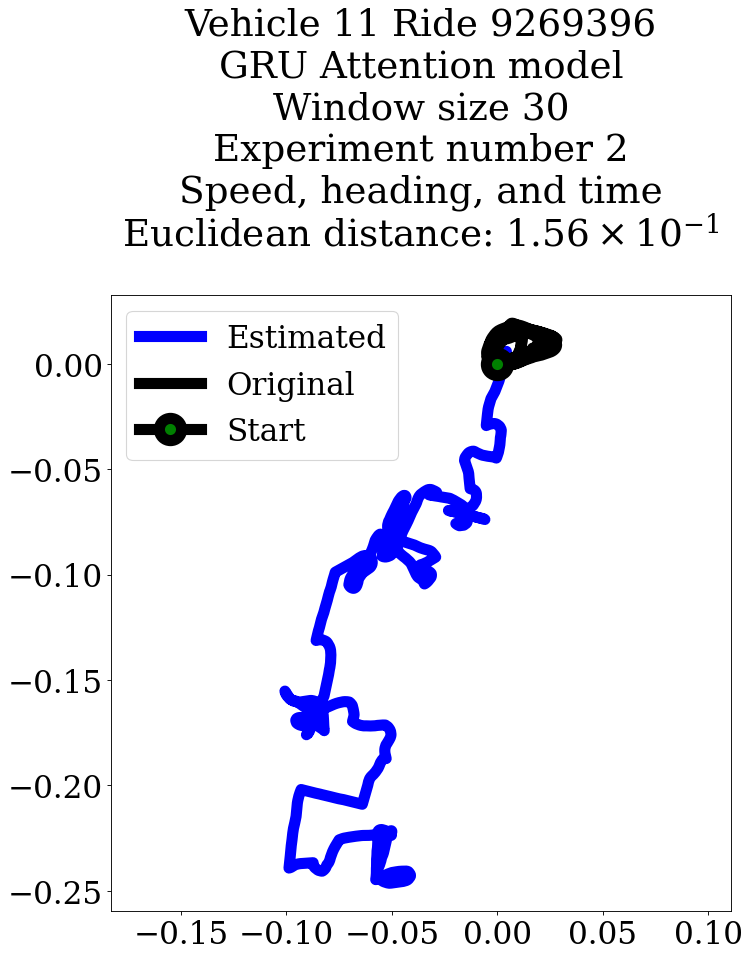 Vehicle 11 Ride 9269396
GRU Attention model
Window size 30
Experiment number 2
Speed, heading, and time
Euclidean distance: 1.56 × 10⁻¹
Estimated
Original
Start
0.00
−0.05
−0.10
−0.15
−0.20
−0.25
−0.15 −0.10 −0.05 0.00 0.05 0.10